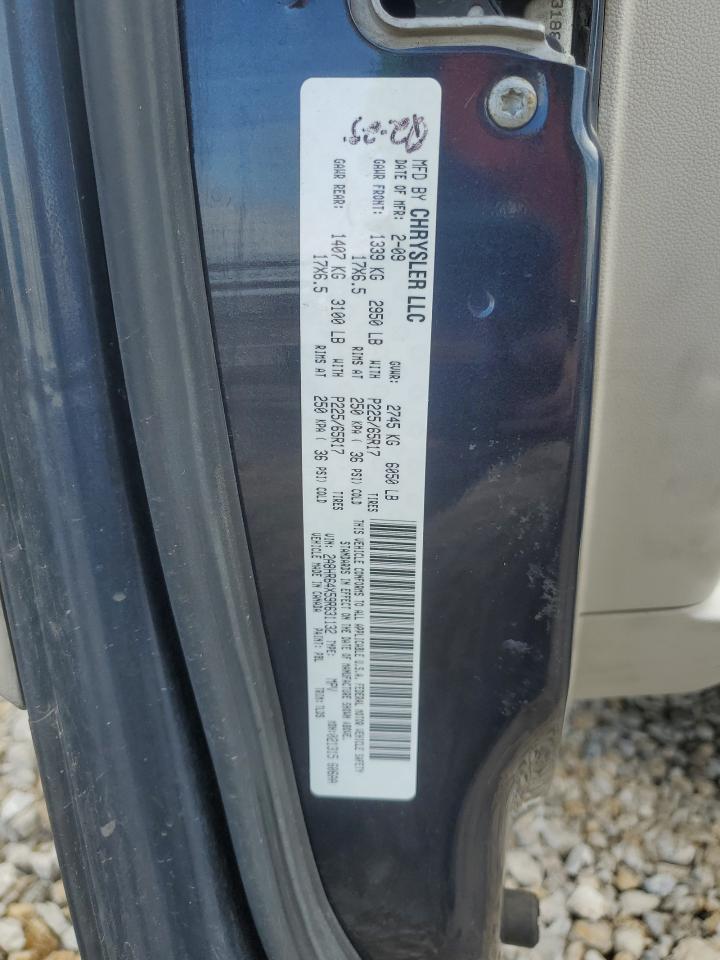 MFD BY CHRYSLER LLC
DATE OF MFR: 2-09 GVWR: 2745 KG 6050 LB
GAWR FRONT: 1339 KG 2950 LB WITH P225/65R17 TIRES
17X6.5 RIMS AT 250 KPA ( 36 PSI) COLD
GAWR REAR: 1407 KG 3100 LB WITH P225/65R17 TIRES
17X6.5 RIMS AT 250 KPA ( 36 PSI) COLD
THIS VEHICLE CONFORMS TO ALL APPLICABLE U.S.A. FEDERAL MOTOR VEHICLE SAFETY
STANDARDS IN EFFECT ON THE DATE OF MANUFACTURE SHOWN ABOVE.
VIN: 2A8HR64X59R631132 TYPE: MPV
VEHICLE MADE IN CANADA PAINT: PBL TRIM: